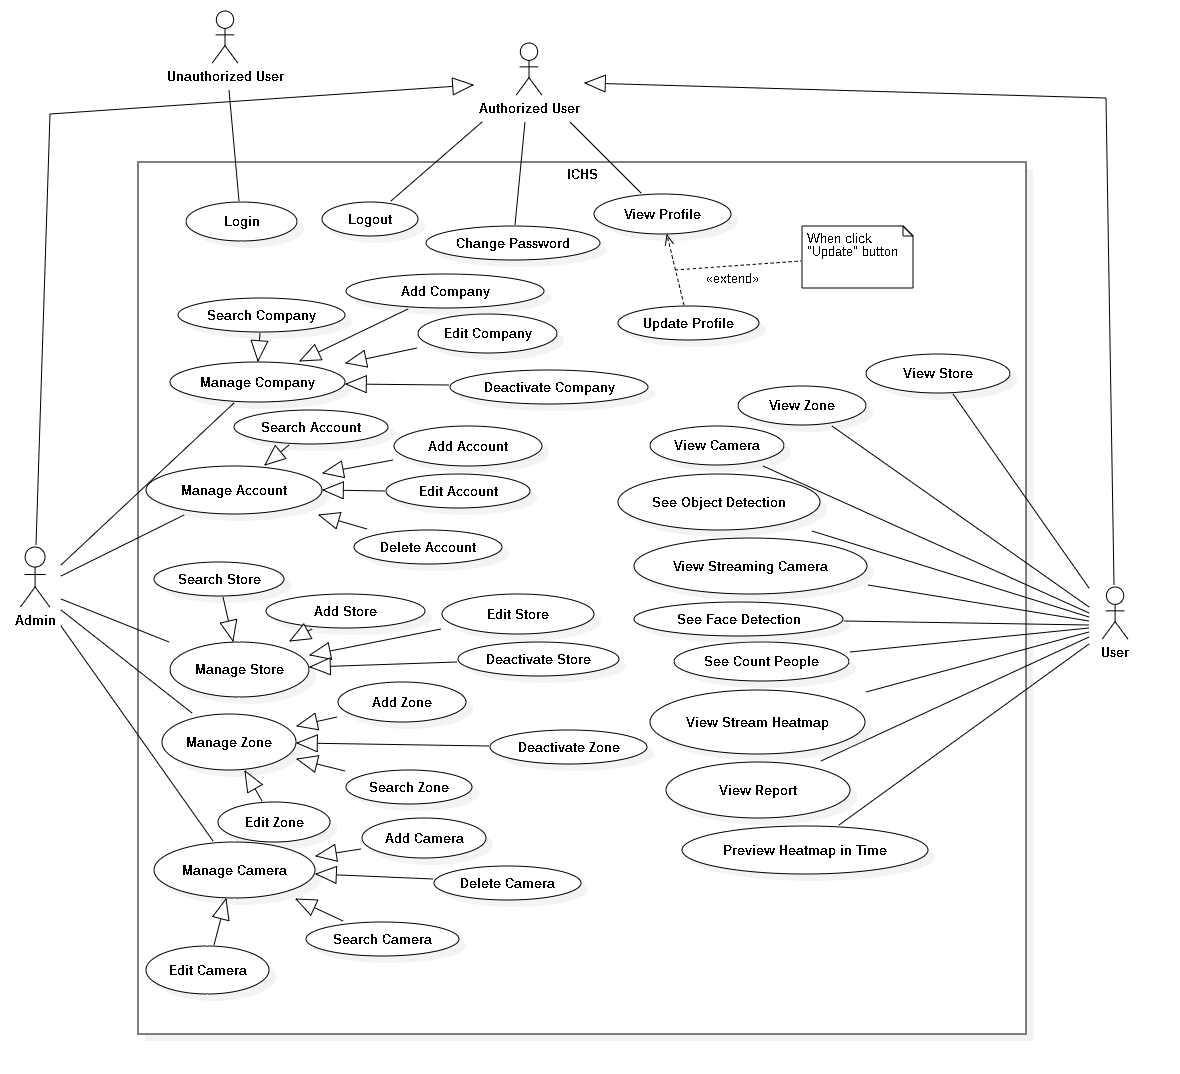 Unauthorized User
Authorized User
ICHS
Login
Logout
Change Password
View Profile
When click
"Update" button
«extend»
Update Profile
Add Company
Search Company
Edit Company
Manage Company
Deactivate Company
Search Account
Add Account
Manage Account
Edit Account
Delete Account
View Store
View Zone
View Camera
See Object Detection
View Streaming Camera
See Face Detection
See Count People
View Stream Heatmap
View Report
Preview Heatmap in Time
Admin
User
Search Store
Add Store
Edit Store
Manage Store
Deactivate Store
Add Zone
Manage Zone
Deactivate Zone
Search Zone
Edit Zone
Add Camera
Manage Camera
Delete Camera
Search Camera
Edit Camera